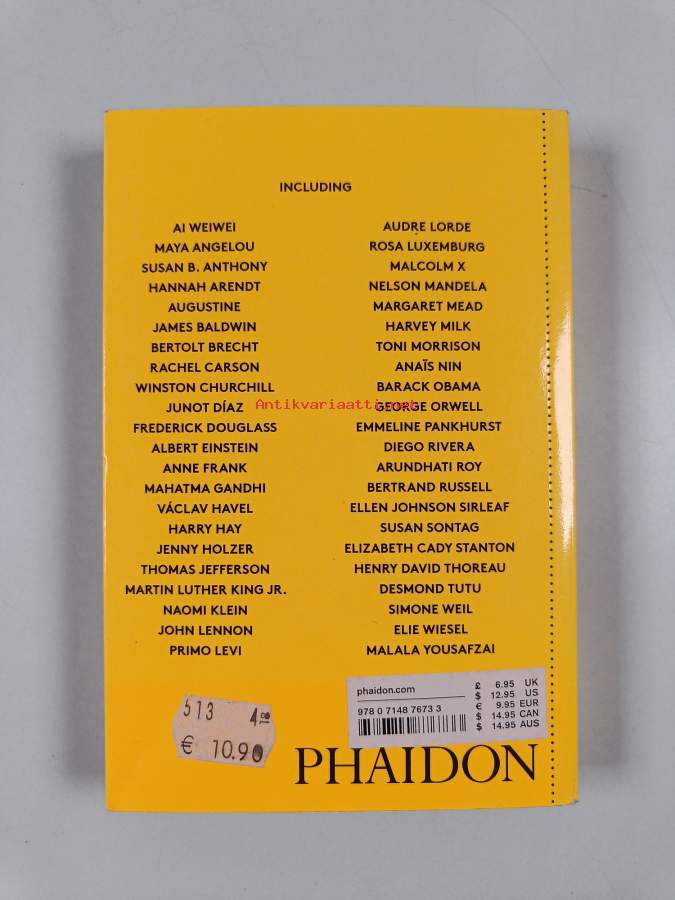 INCLUDING
AI WEIWEI
MAYA ANGELOU
SUSAN B. ANTHONY
HANNAH ARENDT
AUGUSTINE
JAMES BALDWIN
BERTOLT BRECHT
RACHEL CARSON
WINSTON CHURCHILL
JUNOT DÍAZ
FREDERICK DOUGLASS
ALBERT EINSTEIN
ANNE FRANK
MAHATMA GANDHI
VÁCLAV HAVEL
HARRY HAY
JENNY HOLZER
THOMAS JEFFERSON
MARTIN LUTHER KING JR.
NAOMI KLEIN
JOHN LENNON
PRIMO LEVI
AUDRE LORDE
ROSA LUXEMBURG
MALCOLM X
NELSON MANDELA
MARGARET MEAD
HARVEY MILK
TONI MORRISON
ANAÏS NIN
BARACK OBAMA
GEORGE ORWELL
EMMELINE PANKHURST
DIEGO RIVERA
ARUNDHATI ROY
BERTRAND RUSSELL
ELLEN JOHNSON SIRLEAF
SUSAN SONTAG
ELIZABETH CADY STANTON
HENRY DAVID THOREAU
DESMOND TUTU
SIMONE WEIL
ELIE WIESEL
MALALA YOUSAFZAI
Antikvariaatti.net
phaidon.com
978 0 7148 7673 3
£ 6.95 UK
$ 12.95 US
€ 9.95 EUR
$ 14.95 CAN
$ 14.95 AUS
513 4.00
€ 10.90
PHAIDON